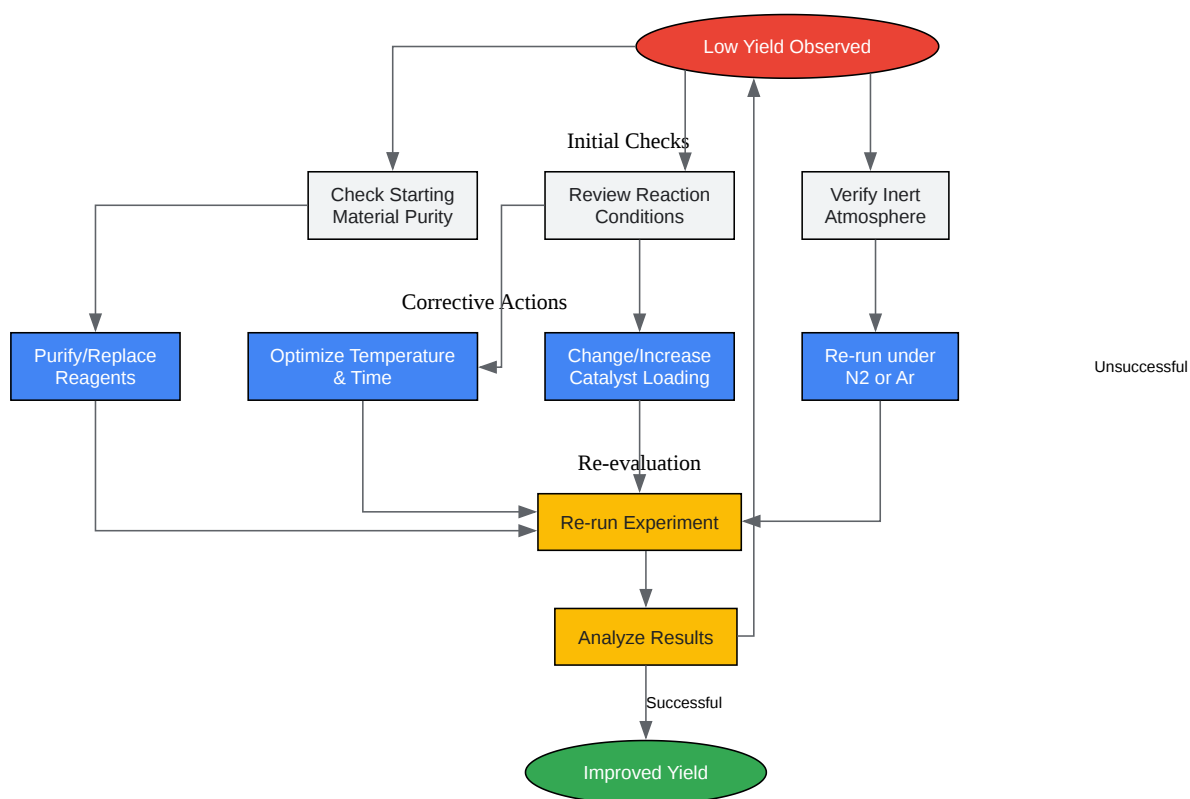 Low Yield Observed
Initial Checks
Check Starting
Material Purity
Review Reaction
Conditions
Verify Inert
Atmosphere
Corrective Actions
Purify/Replace
Reagents
Optimize Temperature
& Time
Change/Increase
Catalyst Loading
Re-run under
N2 or Ar
Unsuccessful
Re-evaluation
Re-run Experiment
Analyze Results
Successful
Improved Yield